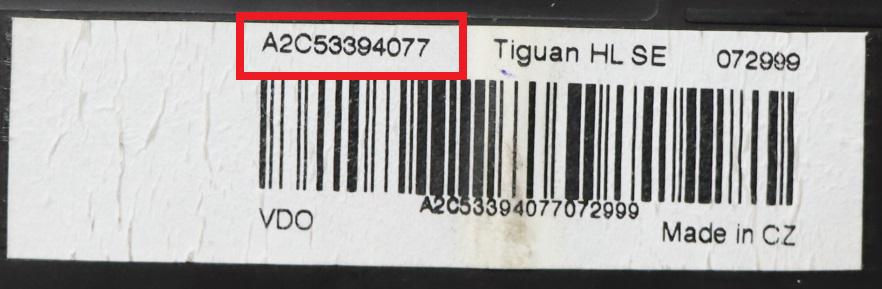 A2C53394077 Tiguan HL SE 072999
A2C53394077072999
VDO Made in CZ